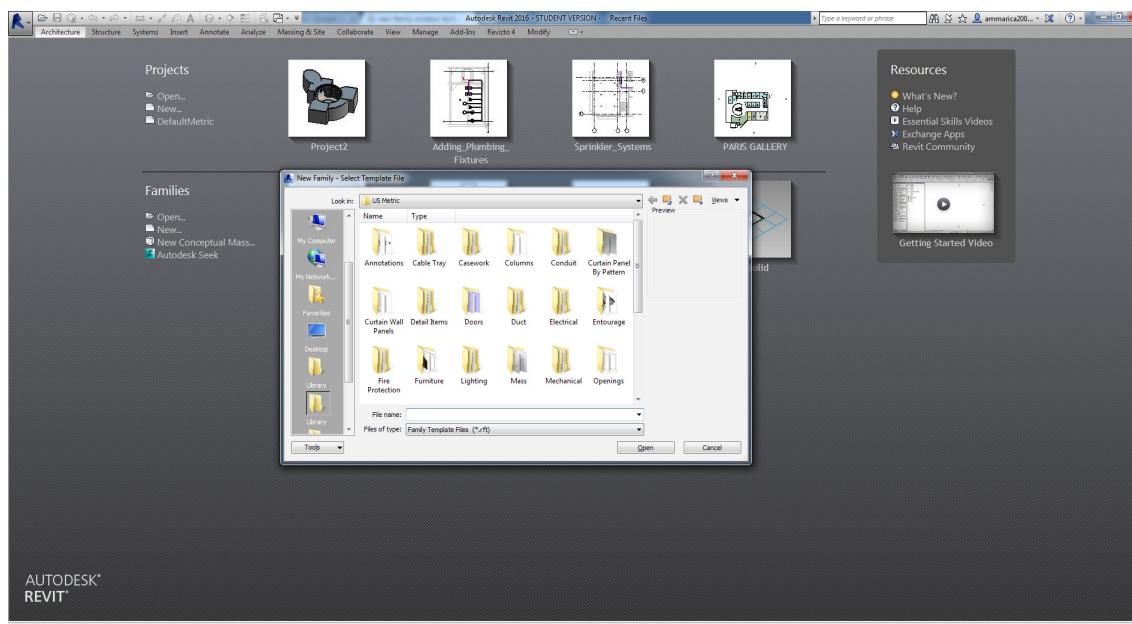 Autodesk Revit 2016 - STUDENT VERSION - Recent Files
Type a keyword or phrase
ammarica200...
Architecture Structure Systems Insert Annotate Analyze Massing & Site Collaborate View Manage Add-Ins Revizto 4 Modify
Projects
Open...
New...
DefaultMetric
Project2
Adding_Plumbing_
Fixtures
Sprinkler_Systems
PARIS GALLERY
Resources
What's New?
Help
Essential Skills Videos
Exchange Apps
Revit Community
Getting Started Video
Families
Open...
New...
New Conceptual Mass...
Autodesk Seek
New Family - Select Template File
Look in:
US Metric
Views
My Computer
My Network...
Favorites
Desktop
Library
Library
Name Type
Annotations
Cable Tray
Casework
Columns
Conduit
Curtain Panel
By Pattern
Curtain Wall
Panels
Detail Items
Doors
Duct
Electrical
Entourage
Fire
Protection
Furniture
Lighting
Mass
Mechanical
Openings
Preview
File name:
Files of type:
Family Template Files (*.rft)
Tools
Open
Cancel
AUTODESK®
REVIT®